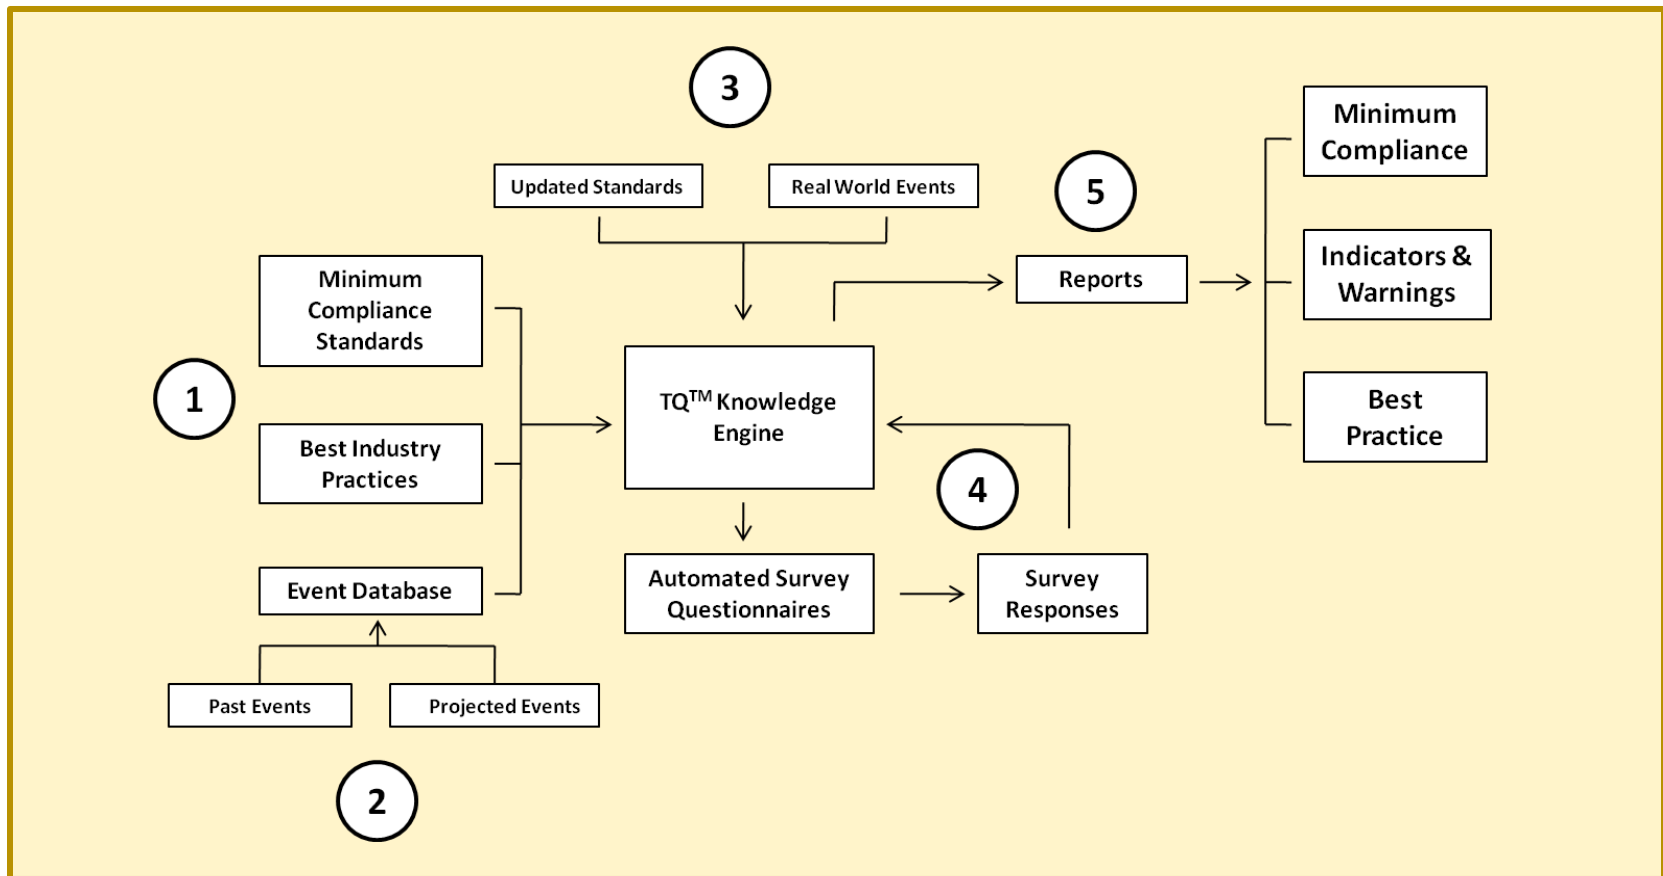 3
Minimum
Compliance
5
Updated Standards
Real World Events
Indicators &
Warnings
Reports
Minimum
Compliance
Standards
1
TQTM Knowledge
Engine
Best
Practice
Best Industry
Practices
4
Event Database
Automated Survey
Questionnaires
Survey
Responses
Past Events
Projected Events
2